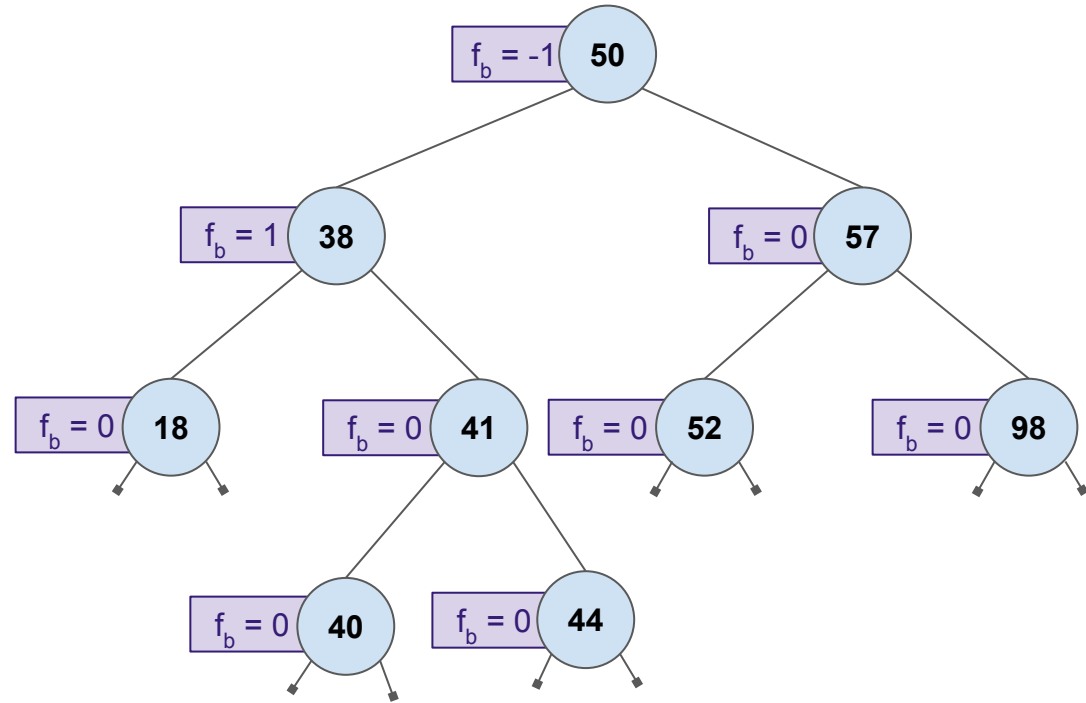 f_b = -1 50
f_b = 1 38
f_b = 0 57
f_b = 0 18
f_b = 0 41
f_b = 0 52
f_b = 0 98
f_b = 0 40
f_b = 0 44